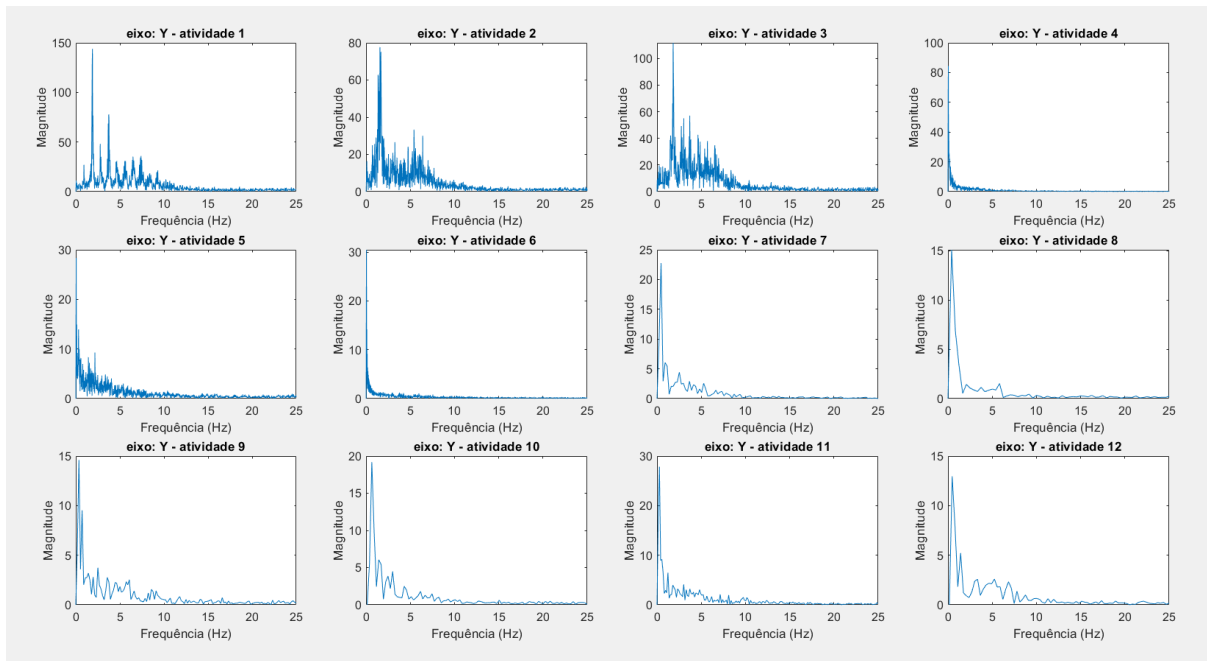 eixo: Y - atividade 1
Magnitude
150
100
50
0
0 5 10 15 20 25
Frequência (Hz)
eixo: Y - atividade 2
Magnitude
80
60
40
20
0
0 5 10 15 20 25
Frequência (Hz)
eixo: Y - atividade 3
Magnitude
100
80
60
40
20
0
0 5 10 15 20 25
Frequência (Hz)
eixo: Y - atividade 4
Magnitude
100
80
60
40
20
0
0 5 10 15 20 25
Frequência (Hz)
eixo: Y - atividade 5
Magnitude
30
20
10
0
0 5 10 15 20 25
Frequência (Hz)
eixo: Y - atividade 6
Magnitude
30
20
10
0
0 5 10 15 20 25
Frequência (Hz)
eixo: Y - atividade 7
Magnitude
25
20
15
10
5
0
0 5 10 15 20 25
Frequência (Hz)
eixo: Y - atividade 8
Magnitude
15
10
5
0
0 5 10 15 20 25
Frequência (Hz)
eixo: Y - atividade 9
Magnitude
15
10
5
0
0 5 10 15 20 25
Frequência (Hz)
eixo: Y - atividade 10
Magnitude
20
15
10
5
0
0 5 10 15 20 25
Frequência (Hz)
eixo: Y - atividade 11
Magnitude
30
20
10
0
0 5 10 15 20 25
Frequência (Hz)
eixo: Y - atividade 12
Magnitude
15
10
5
0
0 5 10 15 20 25
Frequência (Hz)